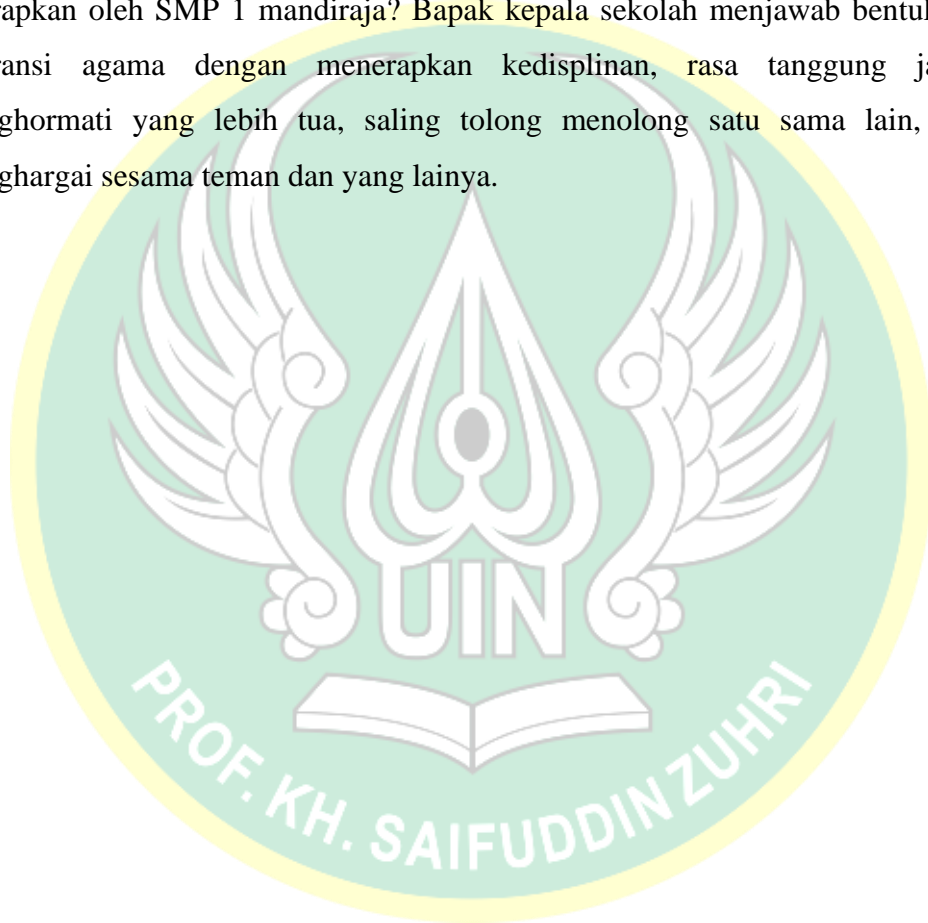 rapkan oleh SMP 1 mandiraja? Bapak kepala sekolah menjawab bentuk
ransi agama dengan menerapkan kedisplinan, rasa tanggung ja
ghormati yang lebih tua, saling tolong menolong satu sama lain,
ghargai sesama teman dan yang lainya.
UIN
PROF. KH. SAIFUDDIN ZUHRI